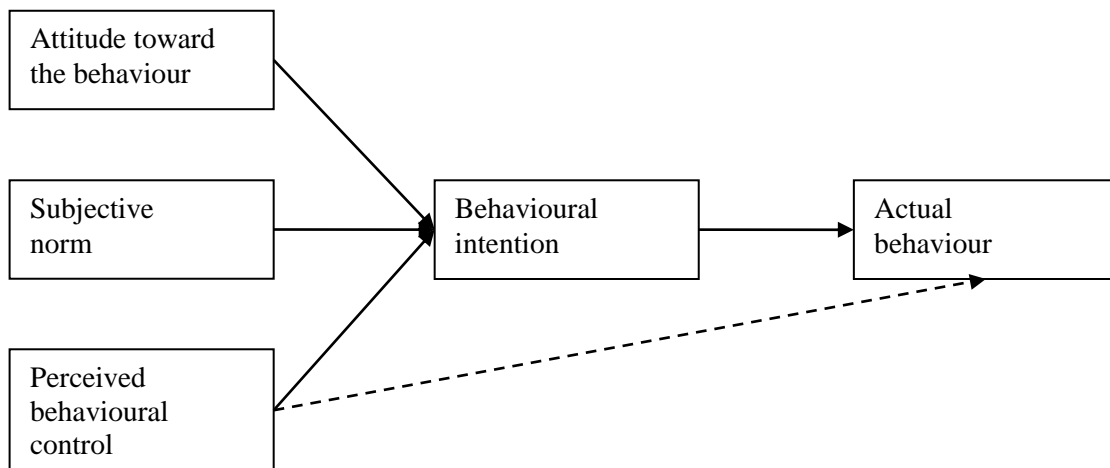 Attitude toward
the behaviour
Subjective
norm
Behavioural
intention
Actual
behaviour
Perceived
behavioural
control